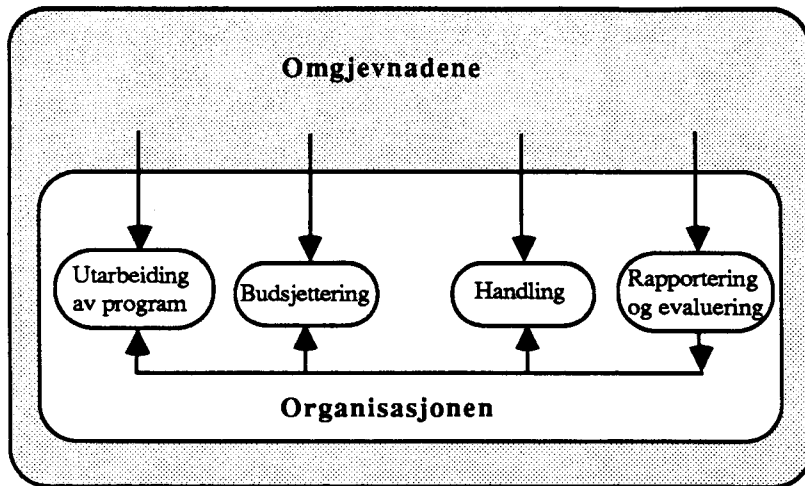 Omgjevnadene
Utarbeiding
av program
Budsjettering
Handling
Rapportering
og evaluering
Organisasjonen